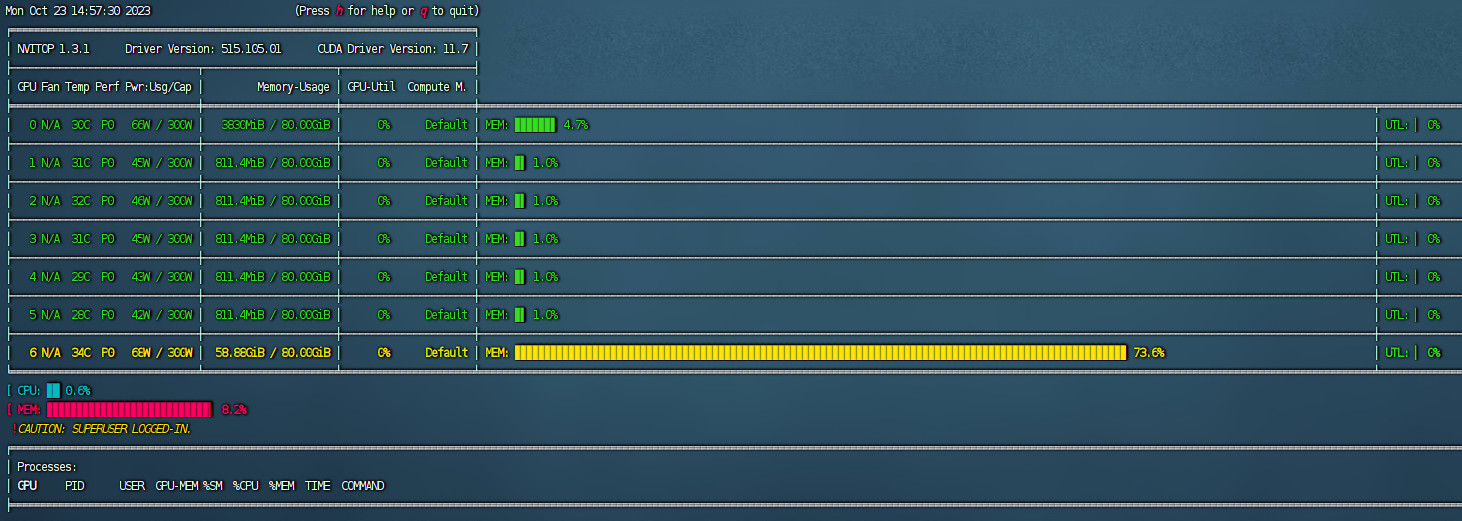 Mon Oct 23 14:57:30 2023 (Press h for help or q to quit)
NVITOP 1.3.1 Driver Version: 515.105.01 CUDA Driver Version: 11.7
GPU Fan Temp Perf Pwr:Usg/Cap Memory-Usage GPU-Util Compute M.
0 N/A 30C P0 66W / 300W 3830MiB / 80.00GiB 0% Default MEM: 4.7% UTL: 0%
1 N/A 31C P0 45W / 300W 811.4MiB / 80.00GiB 0% Default MEM: 1.0% UTL: 0%
2 N/A 32C P0 46W / 300W 811.4MiB / 80.00GiB 0% Default MEM: 1.0% UTL: 0%
3 N/A 31C P0 45W / 300W 811.4MiB / 80.00GiB 0% Default MEM: 1.0% UTL: 0%
4 N/A 29C P0 43W / 300W 811.4MiB / 80.00GiB 0% Default MEM: 1.0% UTL: 0%
5 N/A 28C P0 42W / 300W 811.4MiB / 80.00GiB 0% Default MEM: 1.0% UTL: 0%
6 N/A 34C P0 68W / 300W 58.88GiB / 80.00GiB 0% Default MEM: 73.6% UTL: 0%
[ CPU: 0.6%
[ MEM: 8.2%
!CAUTION: SUPERUSER LOGGED-IN.
Processes:
GPU PID USER GPU-MEM %SM %CPU %MEM TIME COMMAND